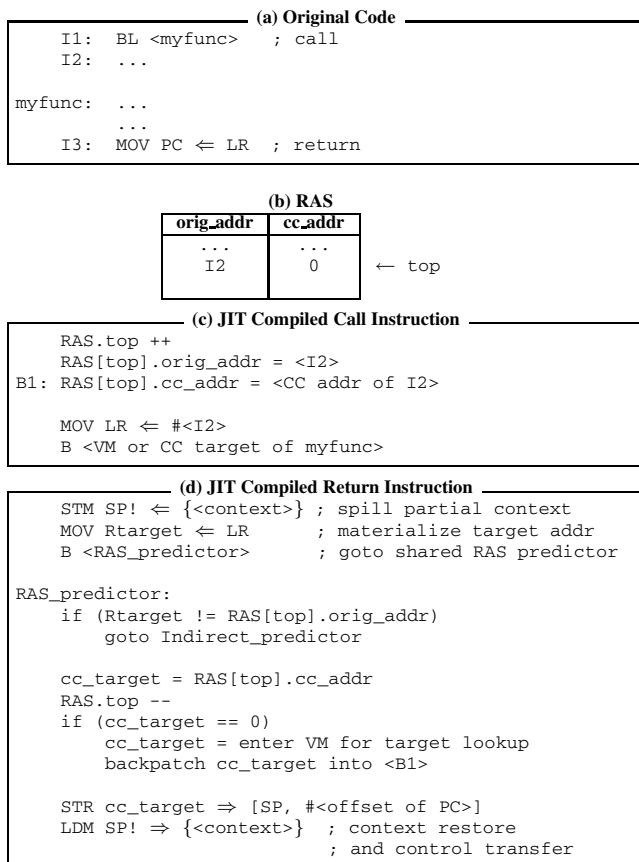 (a) Original Code
I1: BL <myfunc> ; call
I2: ...
myfunc: ...
...
I3: MOV PC ⇐ LR ; return
(b) RAS
orig_addr cc_addr
... ...
I2 0 ← top
(c) JIT Compiled Call Instruction
RAS.top ++
RAS[top].orig_addr = <I2>
B1: RAS[top].cc_addr = <CC addr of I2>
MOV LR ⇐ #<I2>
B <VM or CC target of myfunc>
(d) JIT Compiled Return Instruction
STM SP! ⇐ {<context>} ; spill partial context
MOV Rtarget ⇐ LR ; materialize target addr
B <RAS_predictor> ; goto shared RAS predictor
RAS_predictor:
if (Rtarget != RAS[top].orig_addr)
goto Indirect_predictor
cc_target = RAS[top].cc_addr
RAS.top --
if (cc_target == 0)
cc_target = enter VM for target lookup
backpatch cc_target into <B1>
STR cc_target ⇒ [SP, #<offset of PC>]
LDM SP! ⇒ {<context>} ; context restore
; and control transfer